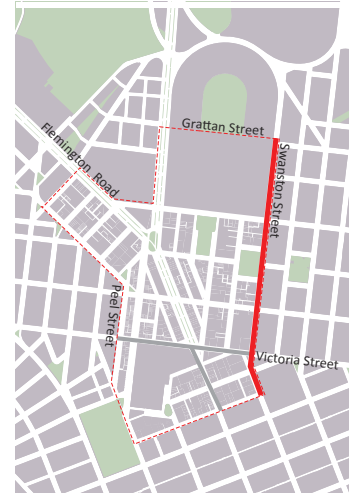 Grattan Street
Flemington Road
Swanston Street
Peel Street
Victoria Street